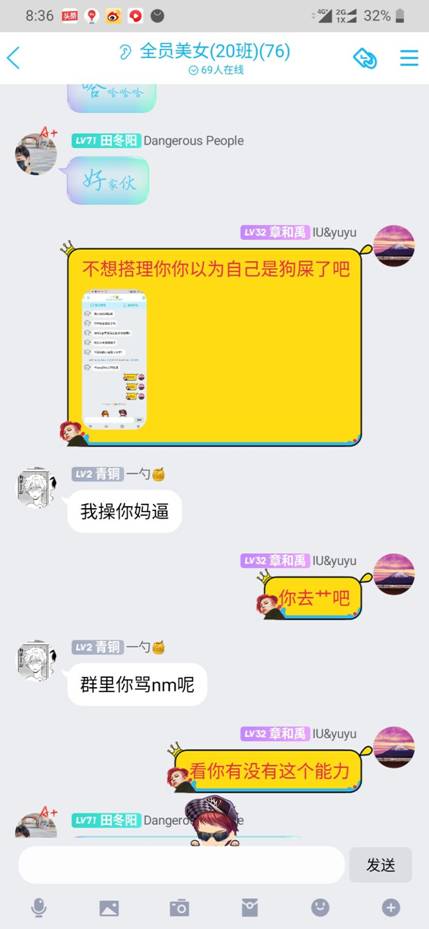 8:36
头条
4G+
2G
1X
32%
全员美女(20班)(76)
69人在线
啥哈哈哈哈
A+
LV71 田冬阳 Dangerous People
好家伙
LV32 章和禹 IU&yuyu
不想搭理你你以为自己是狗屎了吧
LV2 青铜 一勺🍯
我操你妈逼
LV32 章和禹 IU&yuyu
你去艹吧
LV2 青铜 一勺🍯
群里你骂nm呢
LV32 章和禹 IU&yuyu
看你有没有这个能力
A+
LV71 田冬阳
发送